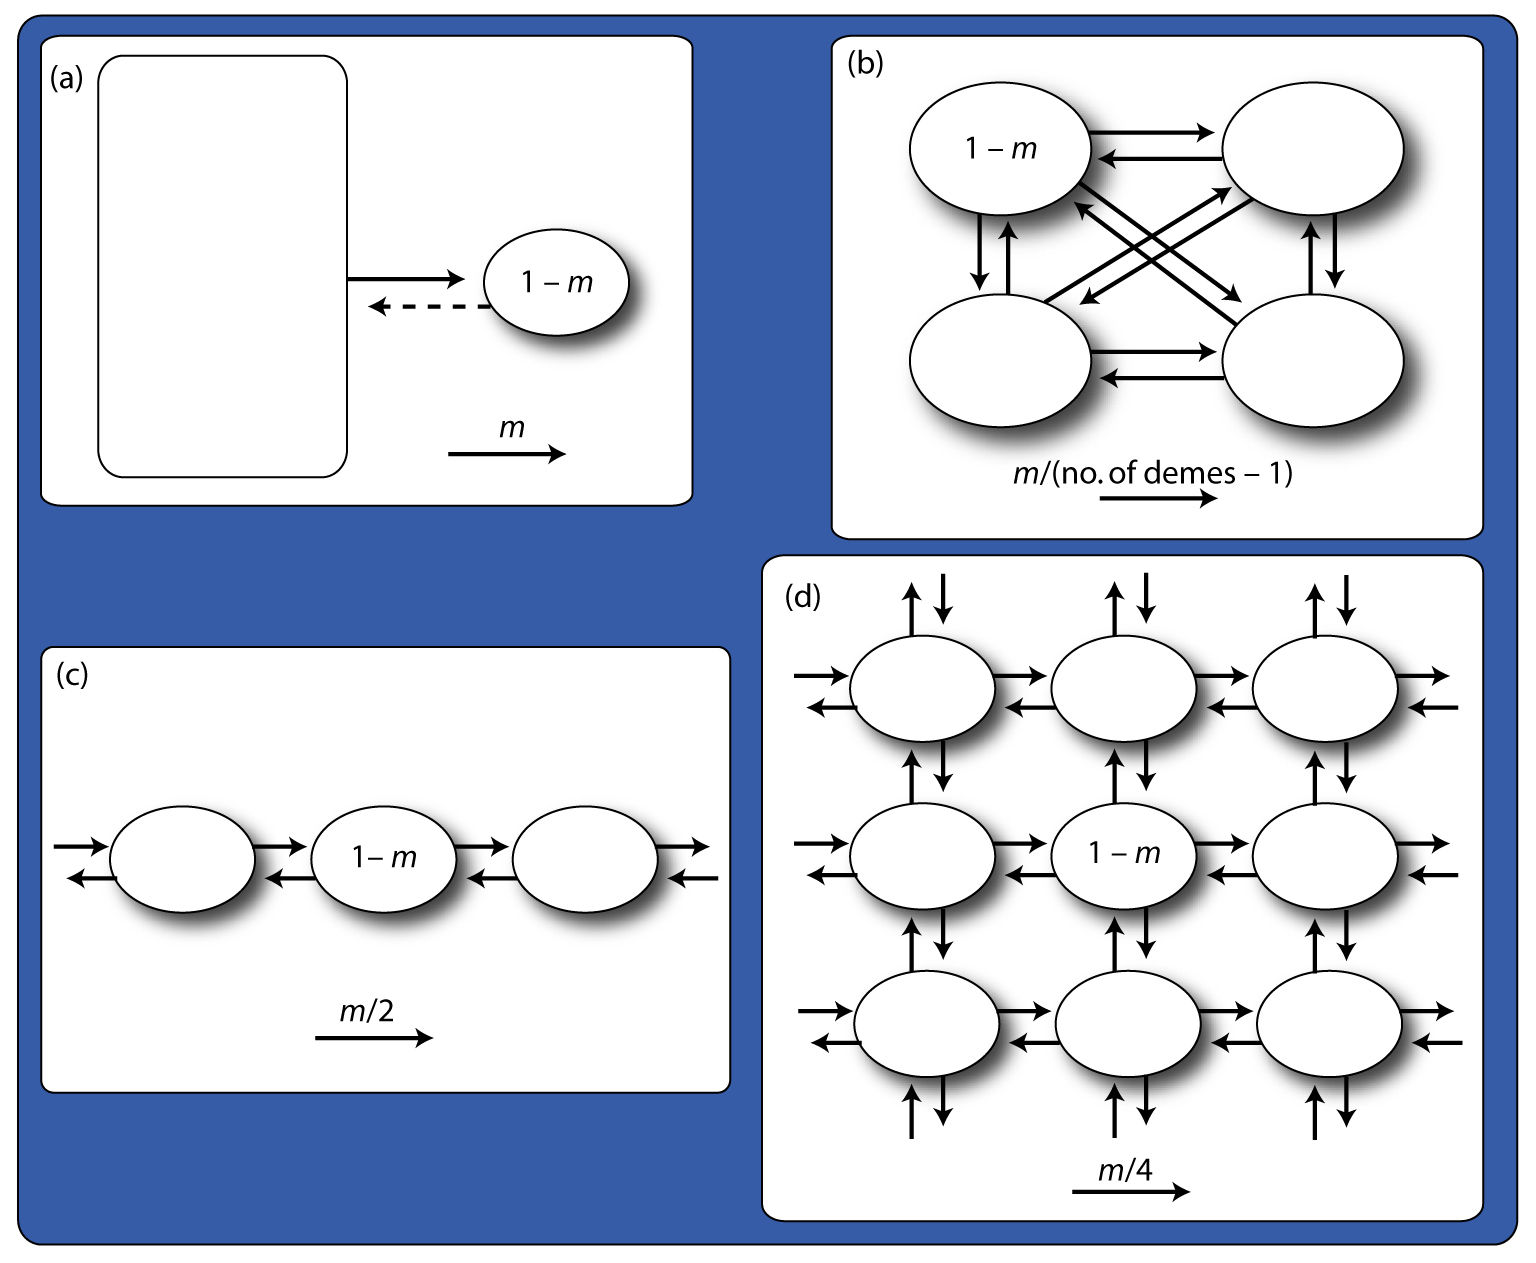 (a)
1 – m
m
(b)
1 – m
m/(no. of demes – 1)
(c)
1– m
m/2
(d)
1 – m
m/4